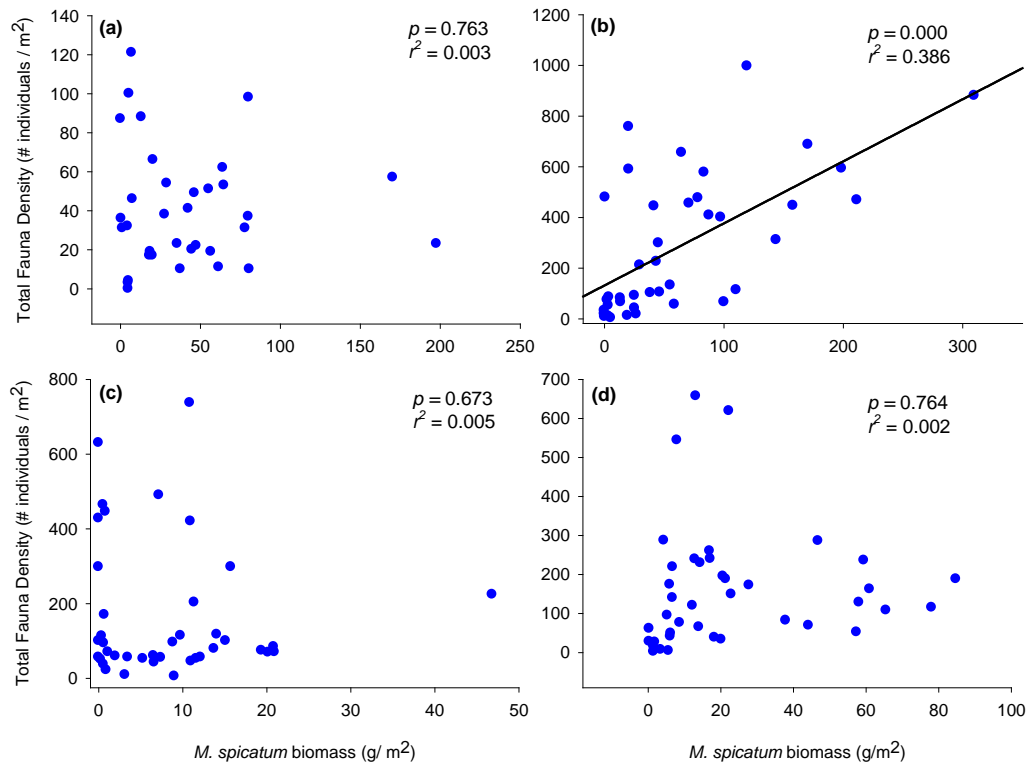 (a)
p = 0.763
r² = 0.003
140
120
100
80
60
40
20
0
0 50 100 150 200 250
Total Fauna Density (# individuals / m²)
(b)
p = 0.000
r² = 0.386
1200
1000
800
600
400
200
0
0 100 200 300
(c)
p = 0.673
r² = 0.005
800
600
400
200
0
0 10 20 30 40 50
Total Fauna Density (# individuals / m²)
M. spicatum biomass (g/ m²)
(d)
p = 0.764
r² = 0.002
700
600
500
400
300
200
100
0
0 20 40 60 80 100
M. spicatum biomass (g/m²)